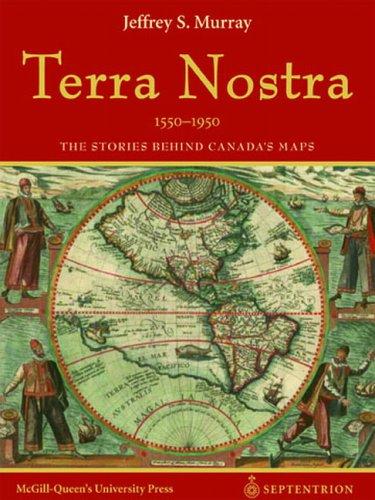 Jeffrey S. Murray
Terra Nostra
1550–1950
THE STORIES BEHIND CANADA'S MAPS
McGill-Queen's University Press
SEPTENTRION